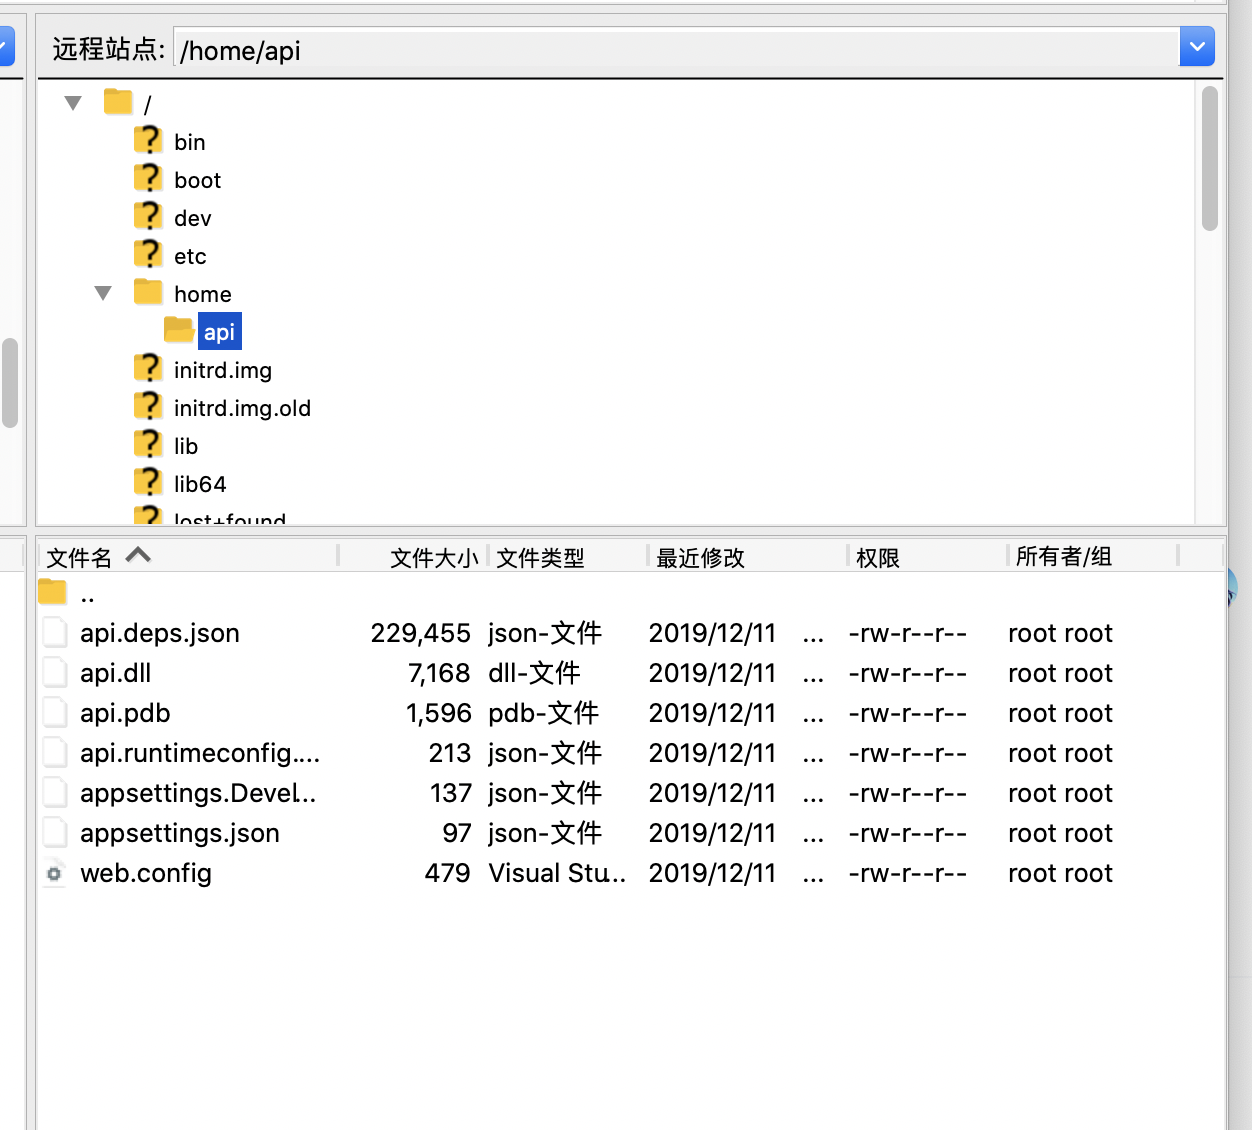 远程站点: /home/api
/
bin
boot
dev
etc
home
api
initrd.img
initrd.img.old
lib
lib64
lost+found
文件名 文件大小 文件类型 最近修改 权限 所有者/组
..
api.deps.json 229,455 json-文件 2019/12/11 ... -rw-r--r-- root root
api.dll 7,168 dll-文件 2019/12/11 ... -rw-r--r-- root root
api.pdb 1,596 pdb-文件 2019/12/11 ... -rw-r--r-- root root
api.runtimeconfig.... 213 json-文件 2019/12/11 ... -rw-r--r-- root root
appsettings.Devel... 137 json-文件 2019/12/11 ... -rw-r--r-- root root
appsettings.json 97 json-文件 2019/12/11 ... -rw-r--r-- root root
web.config 479 Visual Stu... 2019/12/11 ... -rw-r--r-- root root